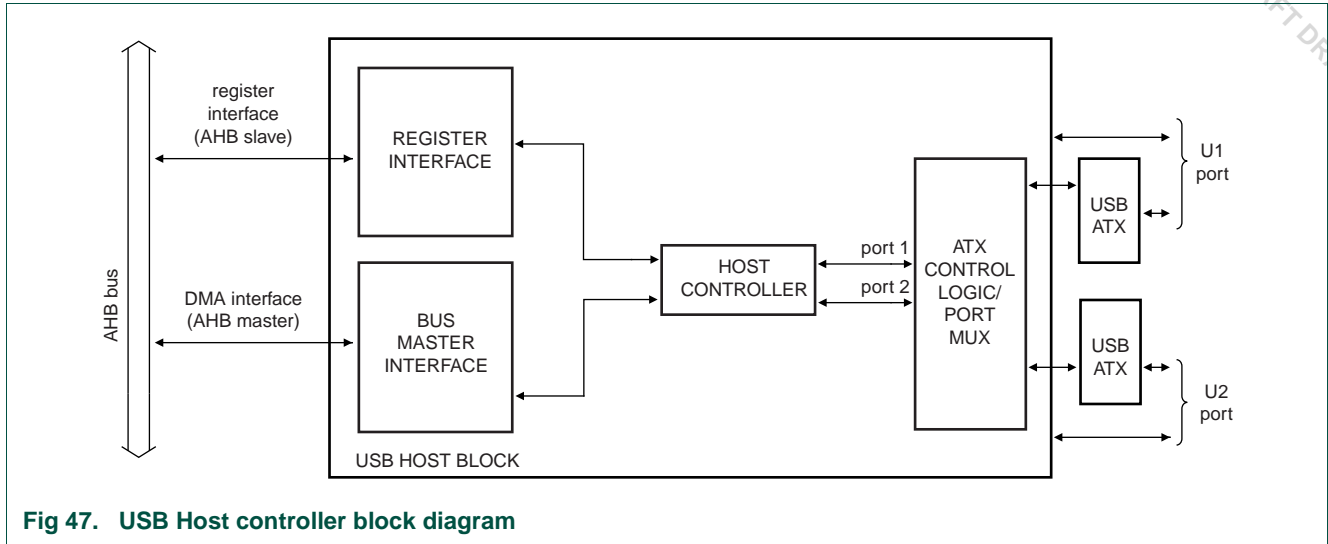 AFT DRA
register
interface
(AHB slave)
REGISTER
INTERFACE
AHB bus
DMA interface
(AHB master)
BUS
MASTER
INTERFACE
HOST
CONTROLLER
port 1
port 2
ATX
CONTROL
LOGIC/
PORT
MUX
USB
ATX
U1
port
USB
ATX
U2
port
USB HOST BLOCK
Fig 47. USB Host controller block diagram